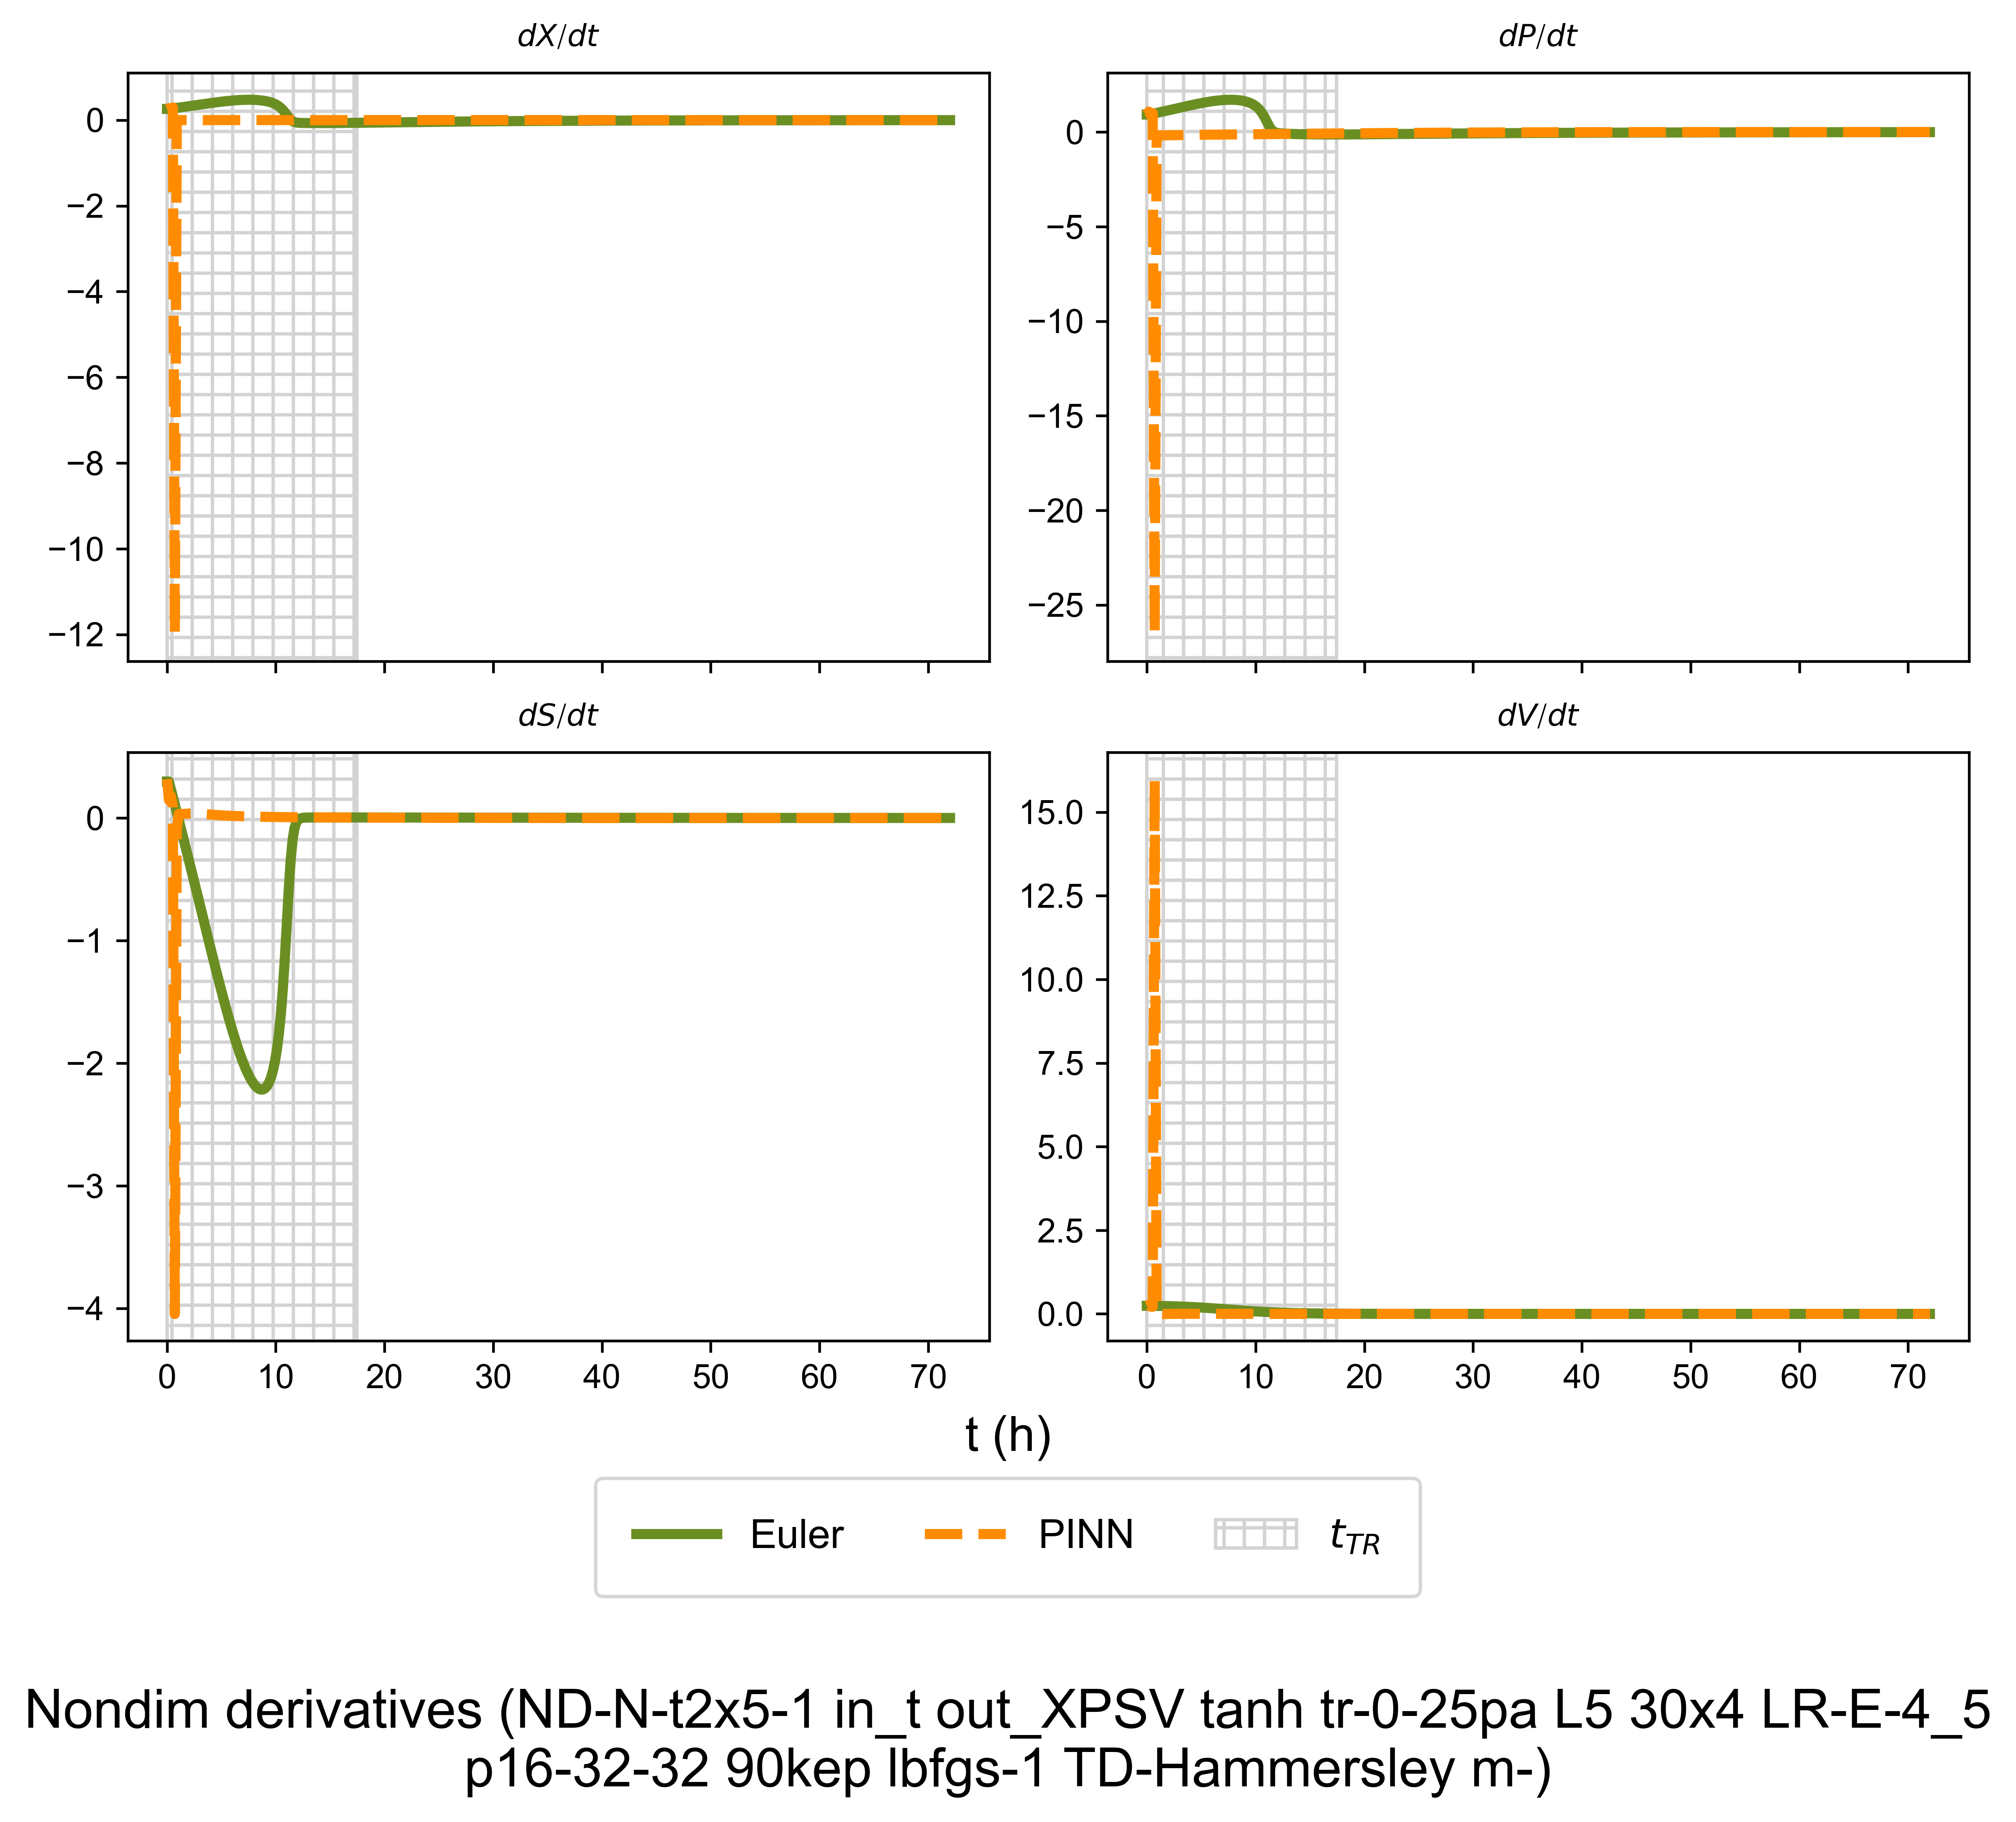 dX/dt
dP/dt
0
−2
−4
−6
−8
−10
−12
0
−5
−10
−15
−20
−25
dS/dt
dV/dt
0
−1
−2
−3
−4
15.0
12.5
10.0
7.5
5.0
2.5
0.0
0 10 20 30 40 50 60 70
0 10 20 30 40 50 60 70
t (h)
Euler PINN t_TR
Nondim derivatives (ND-N-t2x5-1 in_t out_XPSV tanh tr-0-25pa L5 30x4 LR-E-4_5
p16-32-32 90kep lbfgs-1 TD-Hammersley m-)